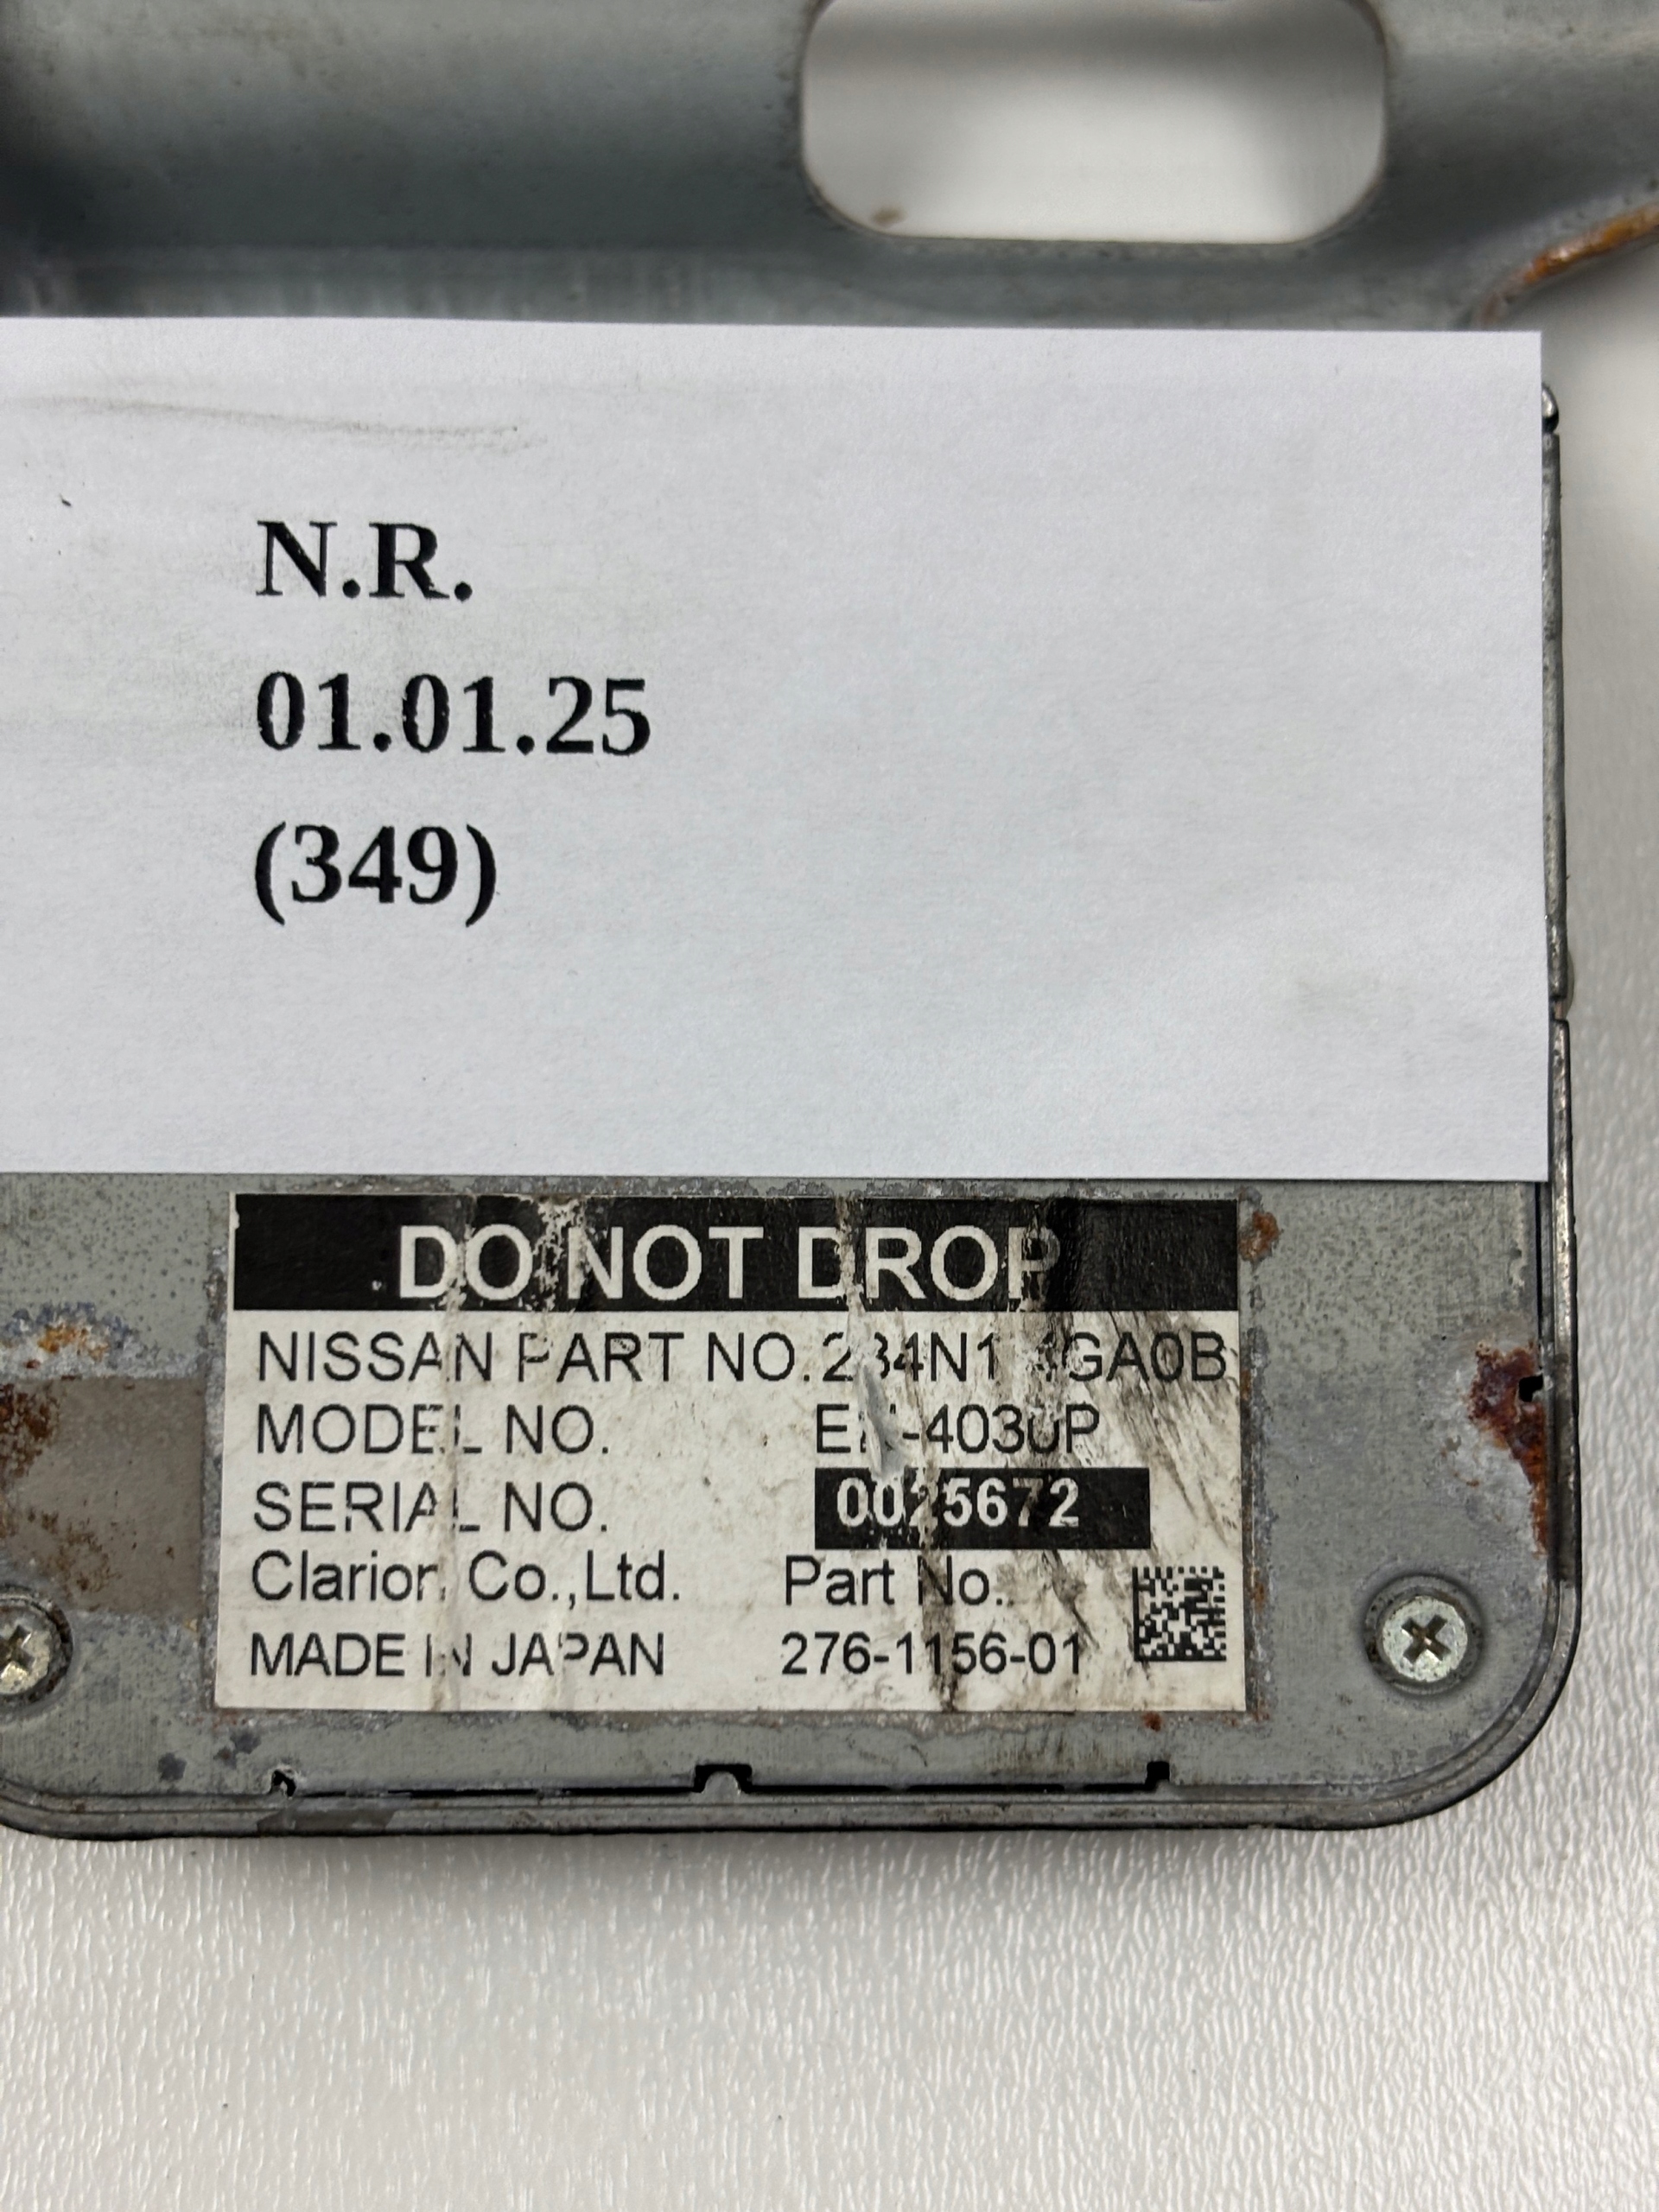 N.R.
01.01.25
(349)
DO NOT DROP
NISSAN PART NO.
MODEL NO.
SERIAL NO. 0025672
Clarion Co.,Ltd. Part No.
MADE IN JAPAN 276-1156-01